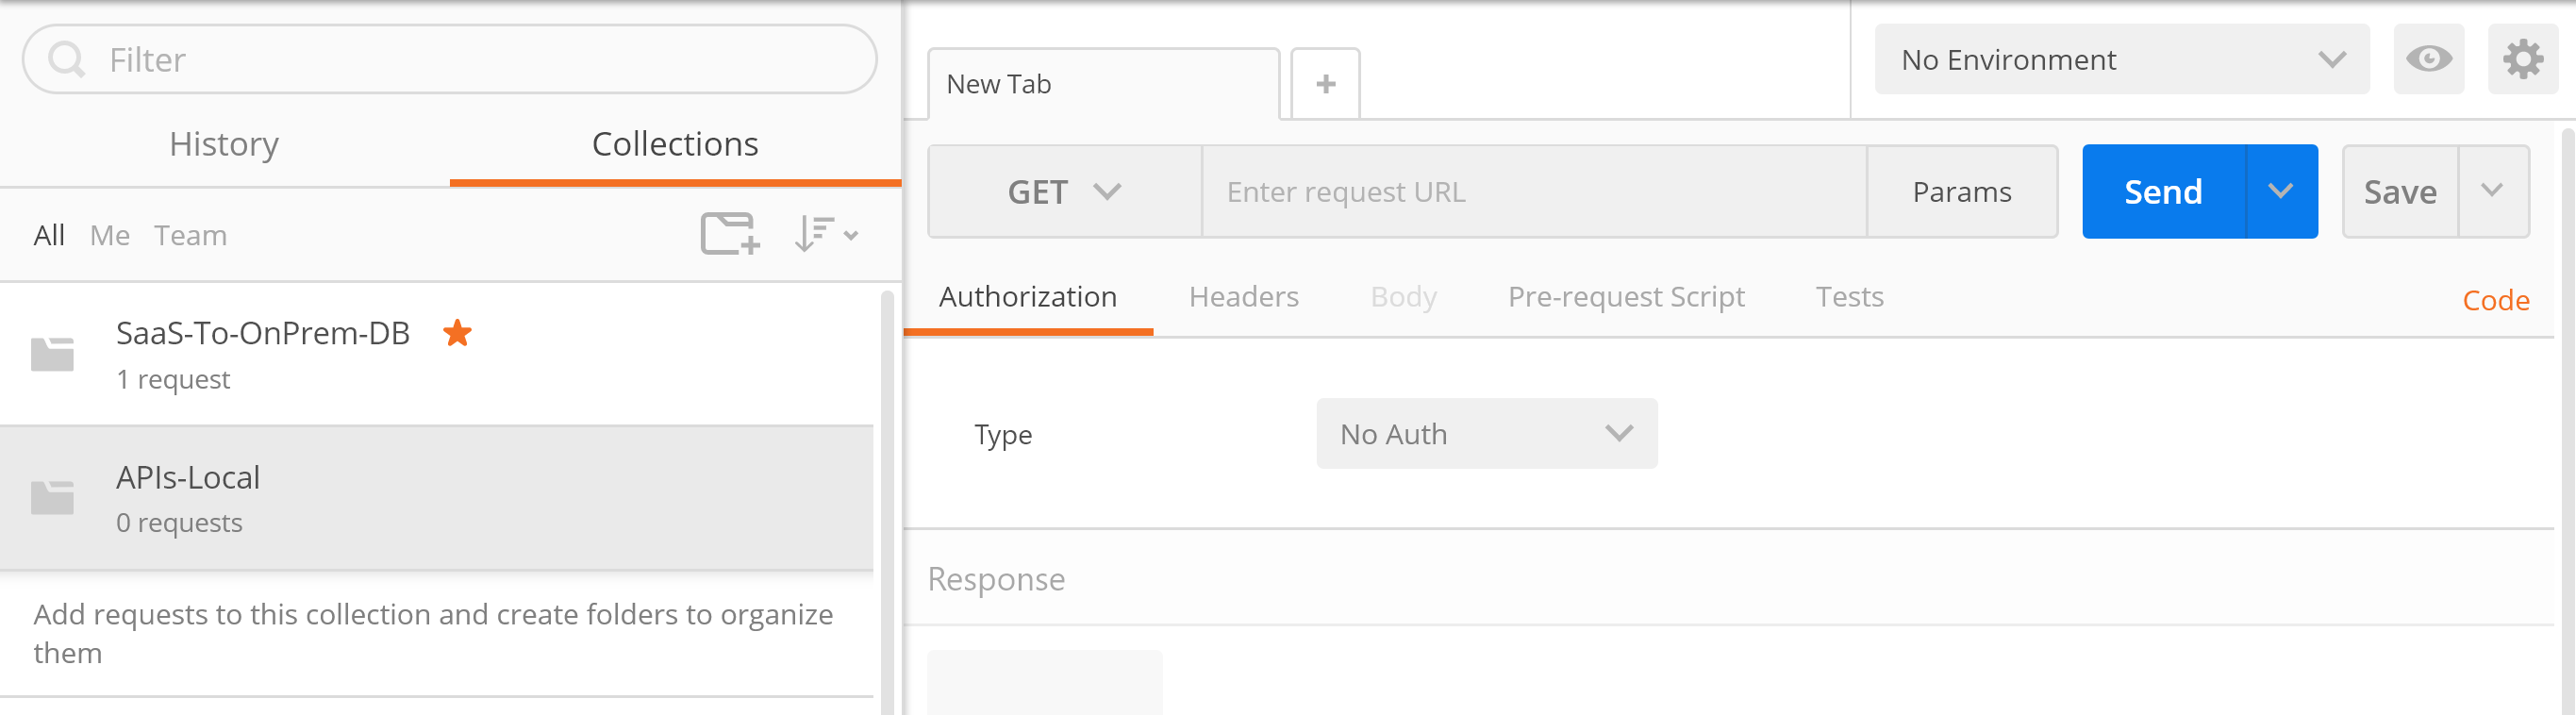 Filter
History
Collections
All Me Team
SaaS-To-OnPrem-DB
1 request
APIs-Local
0 requests
Add requests to this collection and create folders to organize
them
New Tab
+
No Environment
GET
Enter request URL
Params
Send
Save
Authorization
Headers
Body
Pre-request Script
Tests
Code
Type
No Auth
Response